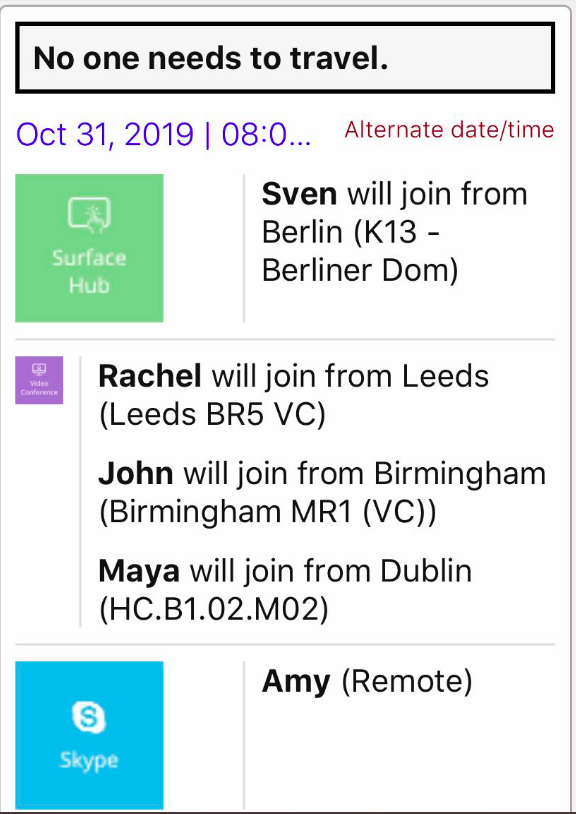 No one needs to travel.
Oct 31, 2019 | 08:0...
Alternate date/time
Surface
Hub
Sven will join from
Berlin (K13 -
Berliner Dom)
Video
Conference
Rachel will join from Leeds
(Leeds BR5 VC)
John will join from Birmingham
(Birmingham MR1 (VC))
Maya will join from Dublin
(HC.B1.02.M02)
S
Skype
Amy (Remote)